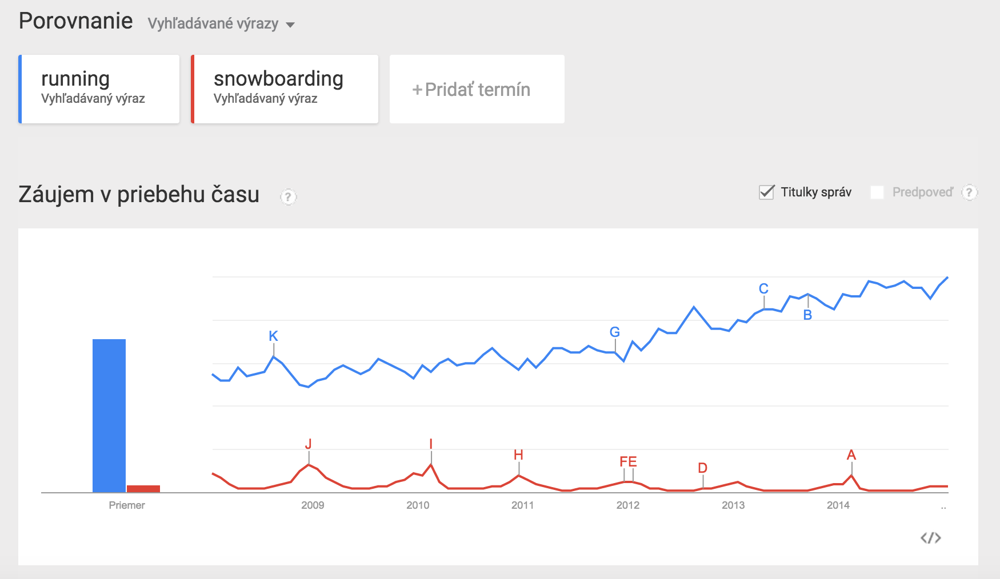 Porovnanie Vyhľadávané výrazy
running
Vyhľadávaný výraz
snowboarding
Vyhľadávaný výraz
+Pridať termín
Záujem v priebehu času ?
Titulky správ
Predpoveď ?
K
G
C
B
J
I
H
F
E
D
A
Priemer
2009
2010
2011
2012
2013
2014
..
</>